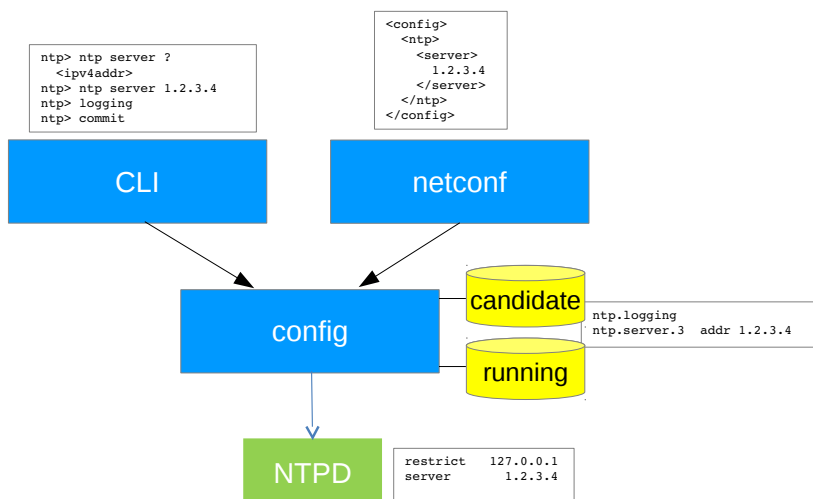 ntp> ntp server ?
<ipv4addr>
ntp> ntp server 1.2.3.4
ntp> logging
ntp> commit
<config>
<ntp>
<server>
1.2.3.4
</server>
</ntp>
</config>
CLI
netconf
config
candidate
running
ntp.logging
ntp.server.3 addr 1.2.3.4
NTPD
restrict 127.0.0.1
server 1.2.3.4